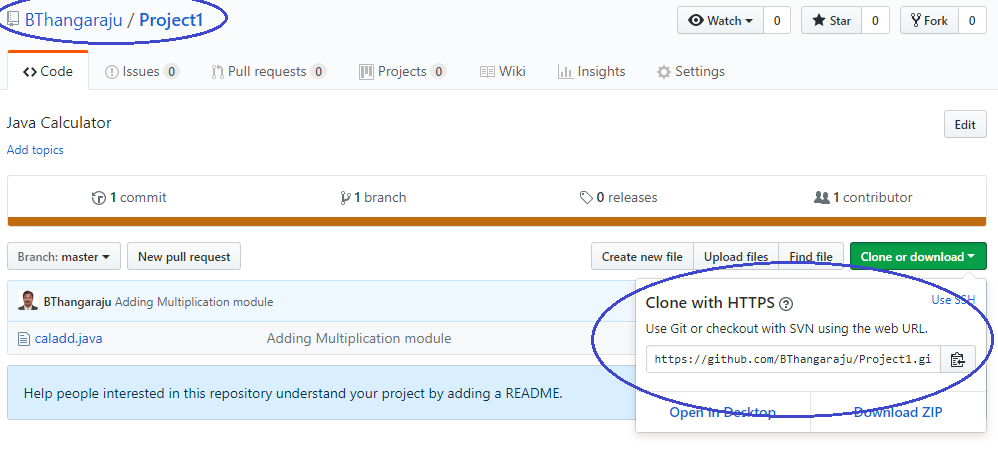 BThangaraju / Project1
Watch 0 Star 0 Fork 0
Code Issues 0 Pull requests 0 Projects 0 Wiki Insights Settings
Java Calculator
Edit
Add topics
1 commit 1 branch 0 releases 1 contributor
Branch: master New pull request Create new file Upload files Find file Clone or download
BThangaraju Adding Multiplication module
caladd.java Adding Multiplication module
Help people interested in this repository understand your project by adding a README.
Clone with HTTPS ?
Use SSH
Use Git or checkout with SVN using the web URL.
https://github.com/BThangaraju/Project1.gi
Open in Desktop Download ZIP